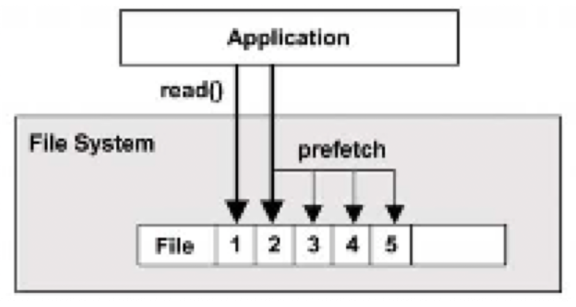 Application
read()
File System
prefetch
File 1 2 3 4 5